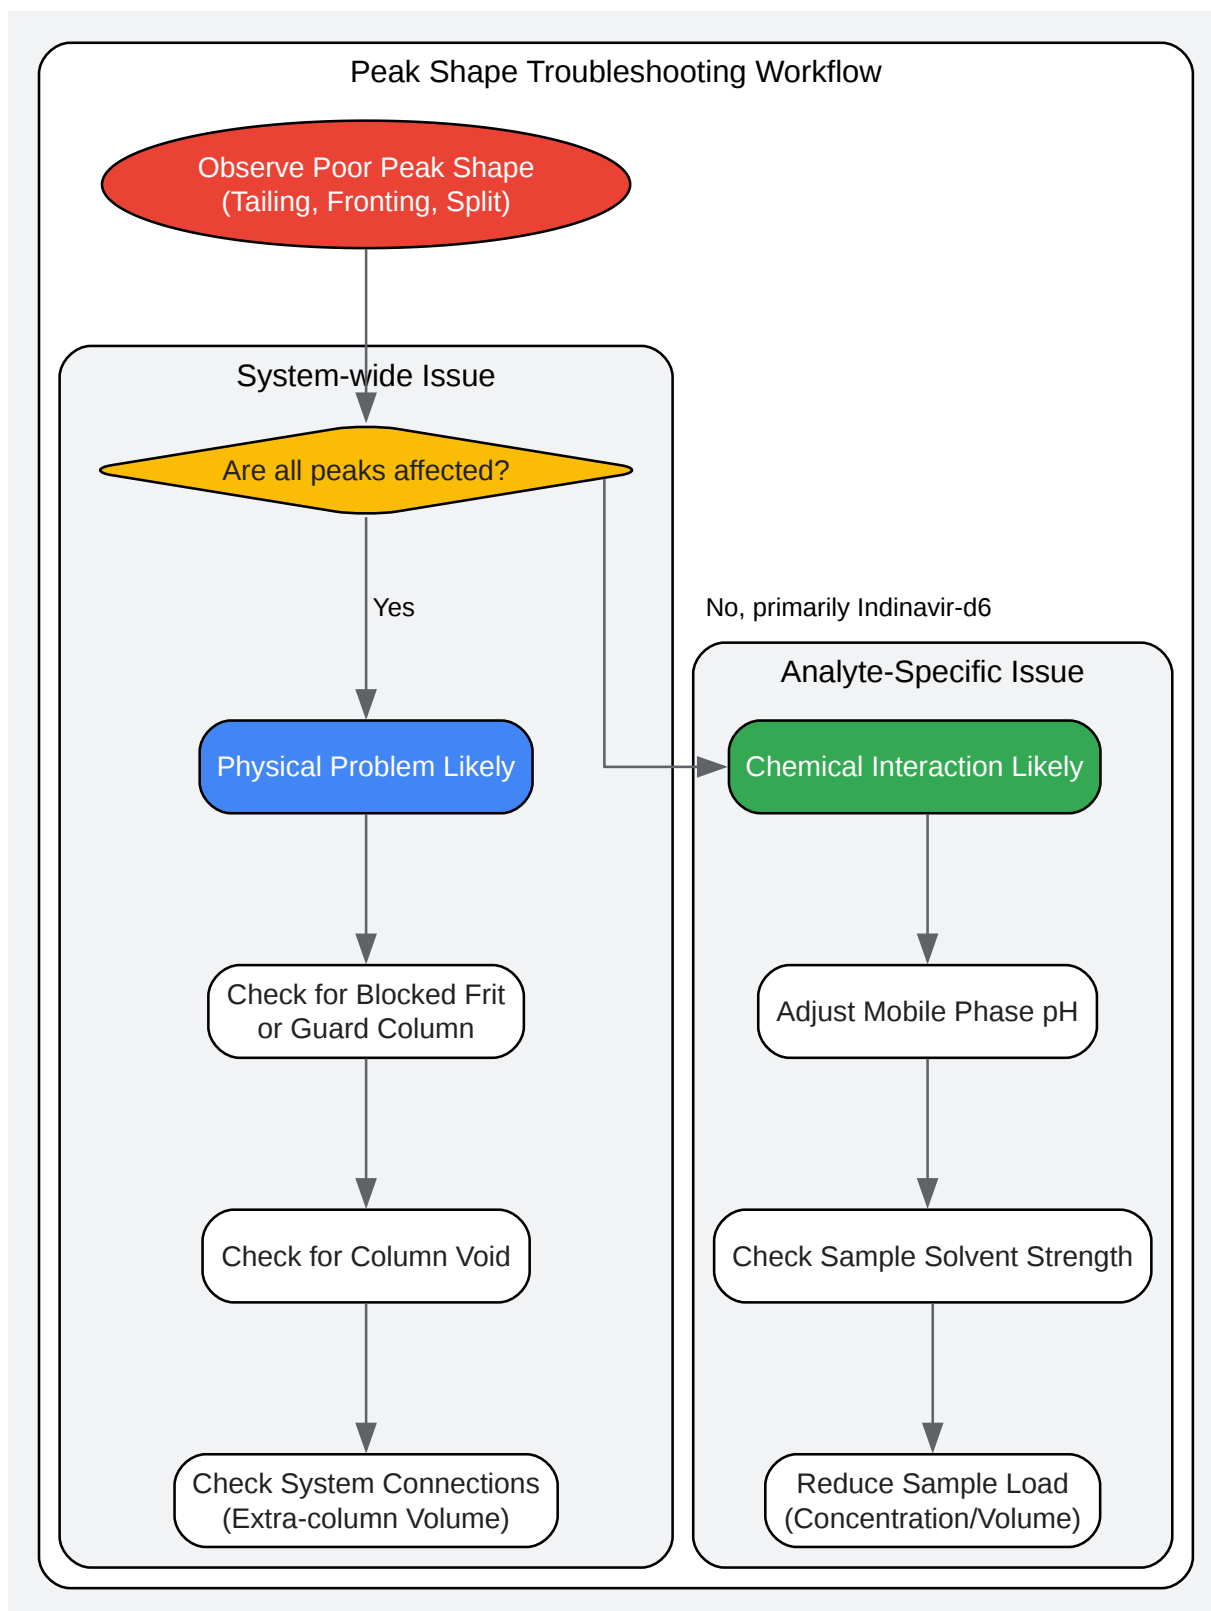 Peak Shape Troubleshooting Workflow
Observe Poor Peak Shape
(Tailing, Fronting, Split)
System-wide Issue
Are all peaks affected?
Yes
No, primarily Indinavir-d6
Analyte-Specific Issue
Physical Problem Likely
Chemical Interaction Likely
Check for Blocked Frit
or Guard Column
Adjust Mobile Phase pH
Check for Column Void
Check Sample Solvent Strength
Check System Connections
(Extra-column Volume)
Reduce Sample Load
(Concentration/Volume)